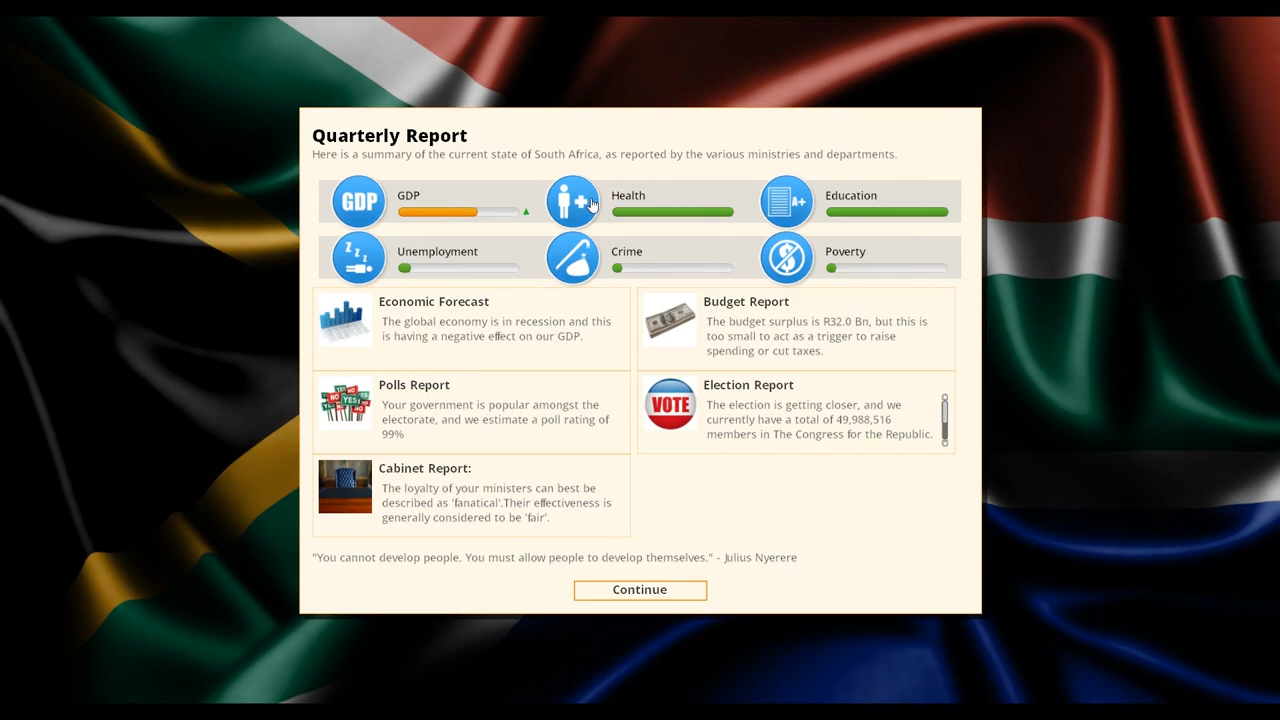 Quarterly Report
Here is a summary of the current state of South Africa, as reported by the various ministries and departments.
GDP
GDP
Health
A+
Education
Z Z Z
Unemployment
Crime
$
Poverty
Economic Forecast
The global economy is in recession and this
is having a negative effect on our GDP.
Budget Report
The budget surplus is R32.0 Bn, but this is
too small to act as a trigger to raise
spending or cut taxes.
YES NO
NO YES!
NO
Polls Report
Your government is popular amongst the
electorate, and we estimate a poll rating of
99%
VOTE
Election Report
The election is getting closer, and we
currently have a total of 49,988,516
members in The Congress for the Republic.
Cabinet Report:
The loyalty of your ministers can best be
described as 'fanatical'.Their effectiveness is
generally considered to be 'fair'.
"You cannot develop people. You must allow people to develop themselves." - Julius Nyerere
Continue